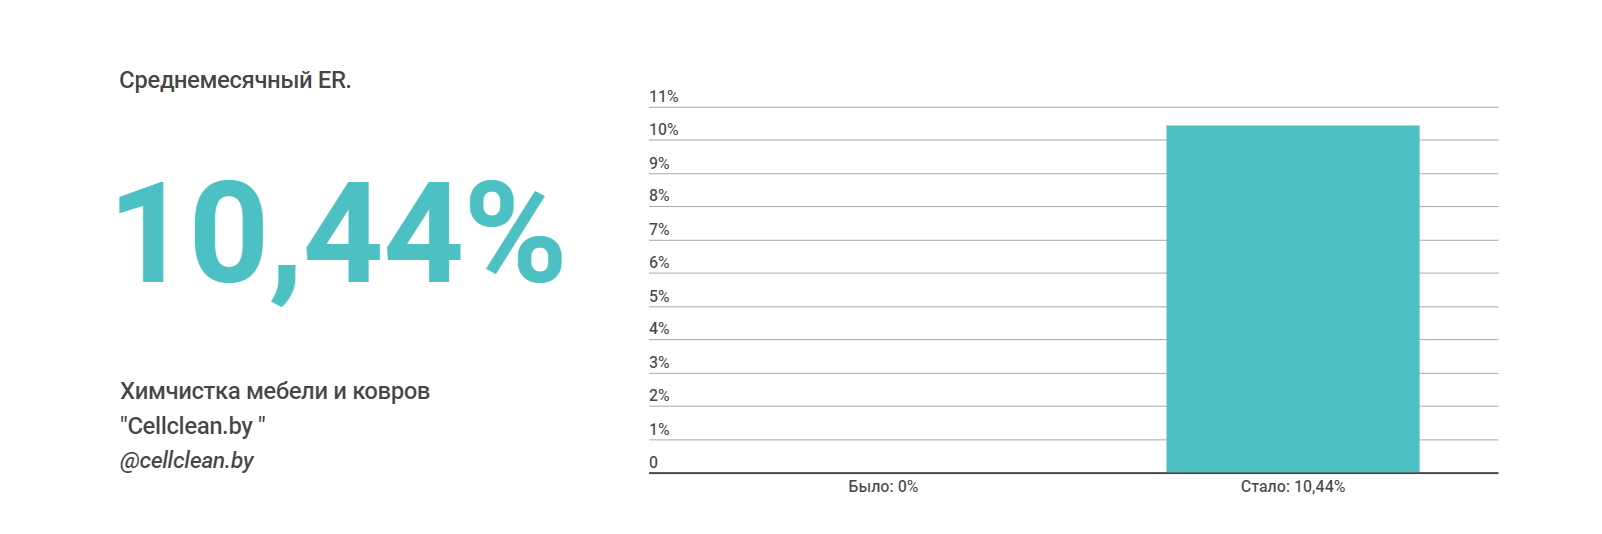 Среднемесячный ER.
10,44%
Химчистка мебели и ковров
"Cellclean.by "
@cellclean.by
11%
10%
9%
8%
7%
6%
5%
4%
3%
2%
1%
0
Было: 0%
Стало: 10,44%